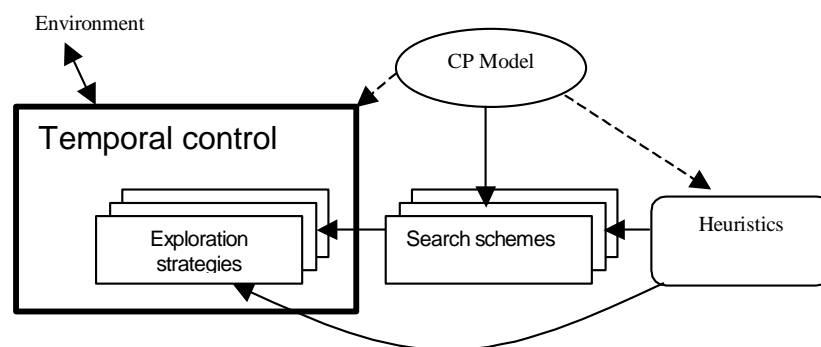 Environment
CP Model
Temporal control
Exploration
strategies
Search schemes
Heuristics